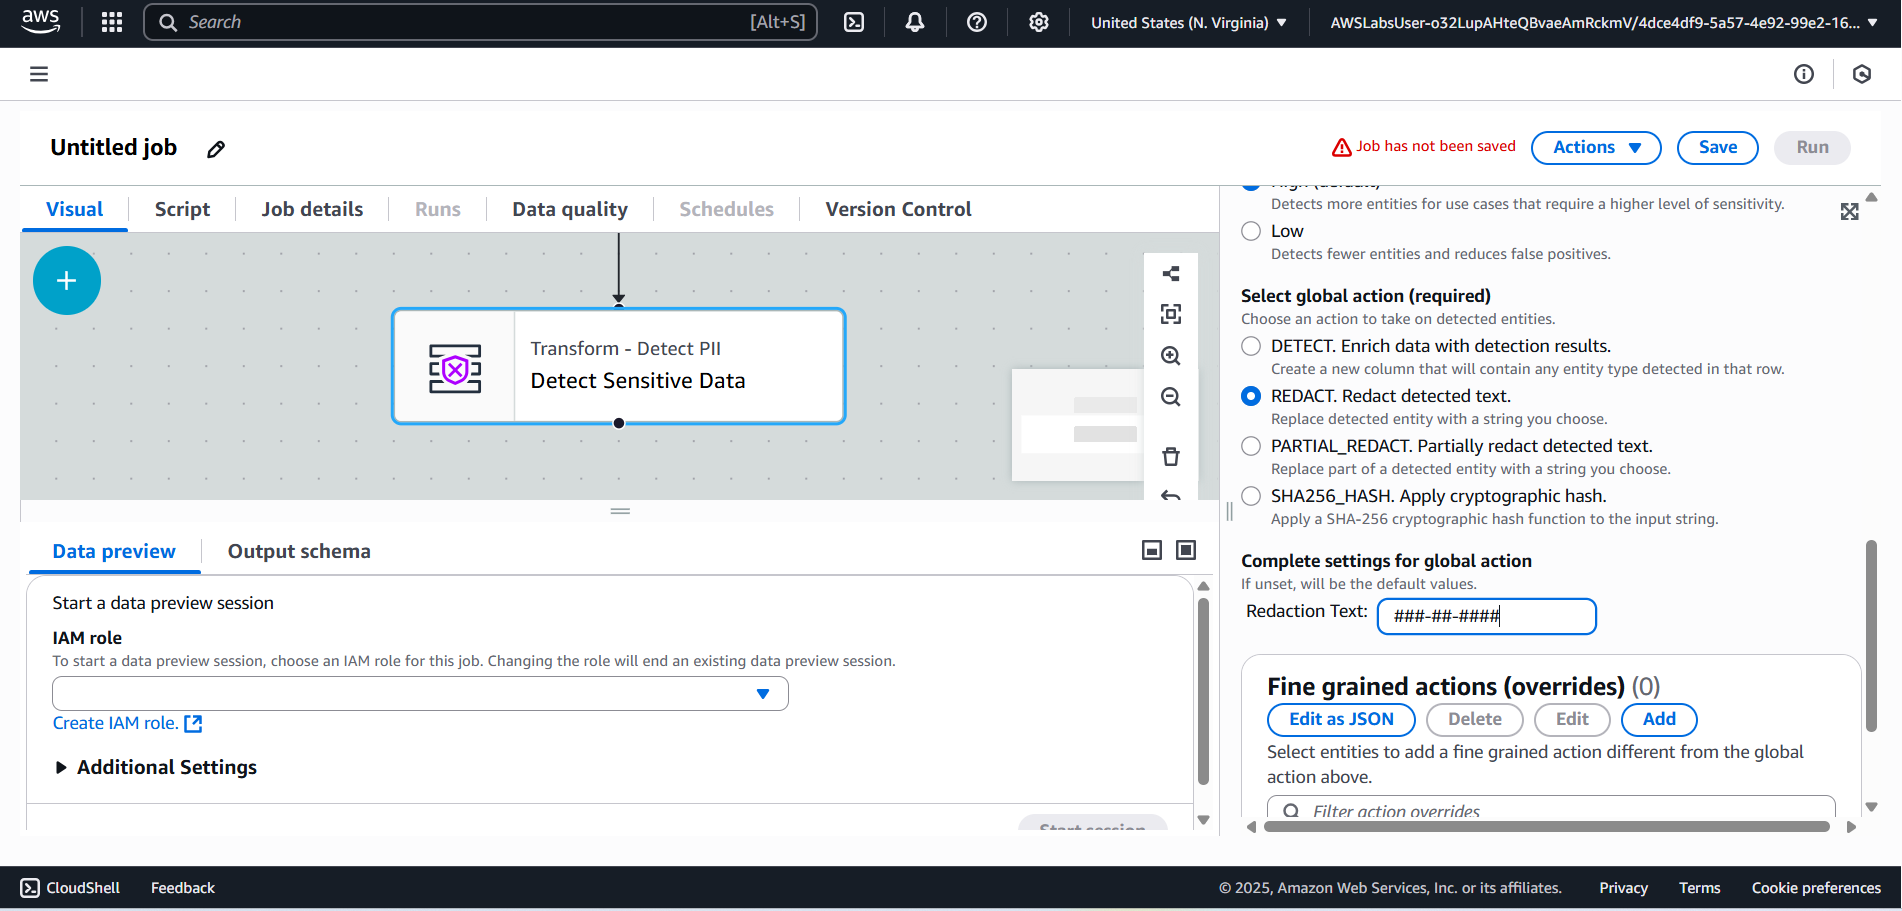 aws
Search [Alt+S]
United States (N. Virginia)
AWSLabsUser-o32LupAHteQBvaeAmRckmV/4dce4df9-5a57-4e92-99e2-16...
Untitled job
Job has not been saved
Actions
Save
Run
Visual
Script
Job details
Runs
Data quality
Schedules
Version Control
Transform - Detect PII
Detect Sensitive Data
Data preview
Output schema
Start a data preview session
IAM role
To start a data preview session, choose an IAM role for this job. Changing the role will end an existing data preview session.
Create IAM role.
Additional Settings
Start session
High (default)
Detects more entities for use cases that require a higher level of sensitivity.
Low
Detects fewer entities and reduces false positives.
Select global action (required)
Choose an action to take on detected entities.
DETECT. Enrich data with detection results.
Create a new column that will contain any entity type detected in that row.
REDACT. Redact detected text.
Replace detected entity with a string you choose.
PARTIAL_REDACT. Partially redact detected text.
Replace part of a detected entity with a string you choose.
SHA256_HASH. Apply cryptographic hash.
Apply a SHA-256 cryptographic hash function to the input string.
Complete settings for global action
If unset, will be the default values.
Redaction Text: ###-##-####
Fine grained actions (overrides) (0)
Edit as JSON
Delete
Edit
Add
Select entities to add a fine grained action different from the global
action above.
Filter action overrides
CloudShell
Feedback
© 2025, Amazon Web Services, Inc. or its affiliates.
Privacy
Terms
Cookie preferences